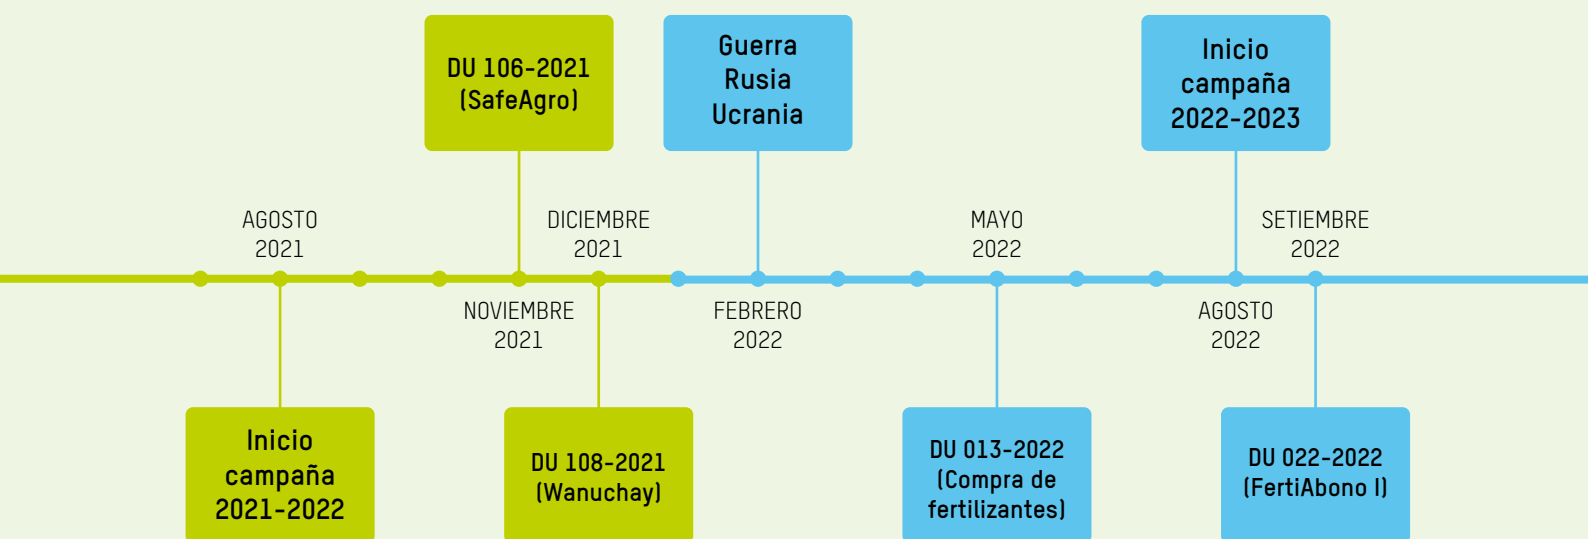 DU 106-2021
(SafeAgro)
Guerra
Rusia
Ucrania
Inicio
campaña
2022-2023
AGOSTO
2021
DICIEMBRE
2021
MAYO
2022
SETIEMBRE
2022
NOVIEMBRE
2021
FEBRERO
2022
AGOSTO
2022
Inicio
campaña
2021-2022
DU 108-2021
(Wanuchay)
DU 013-2022
(Compra de
fertilizantes)
DU 022-2022
(FertiAbono I)